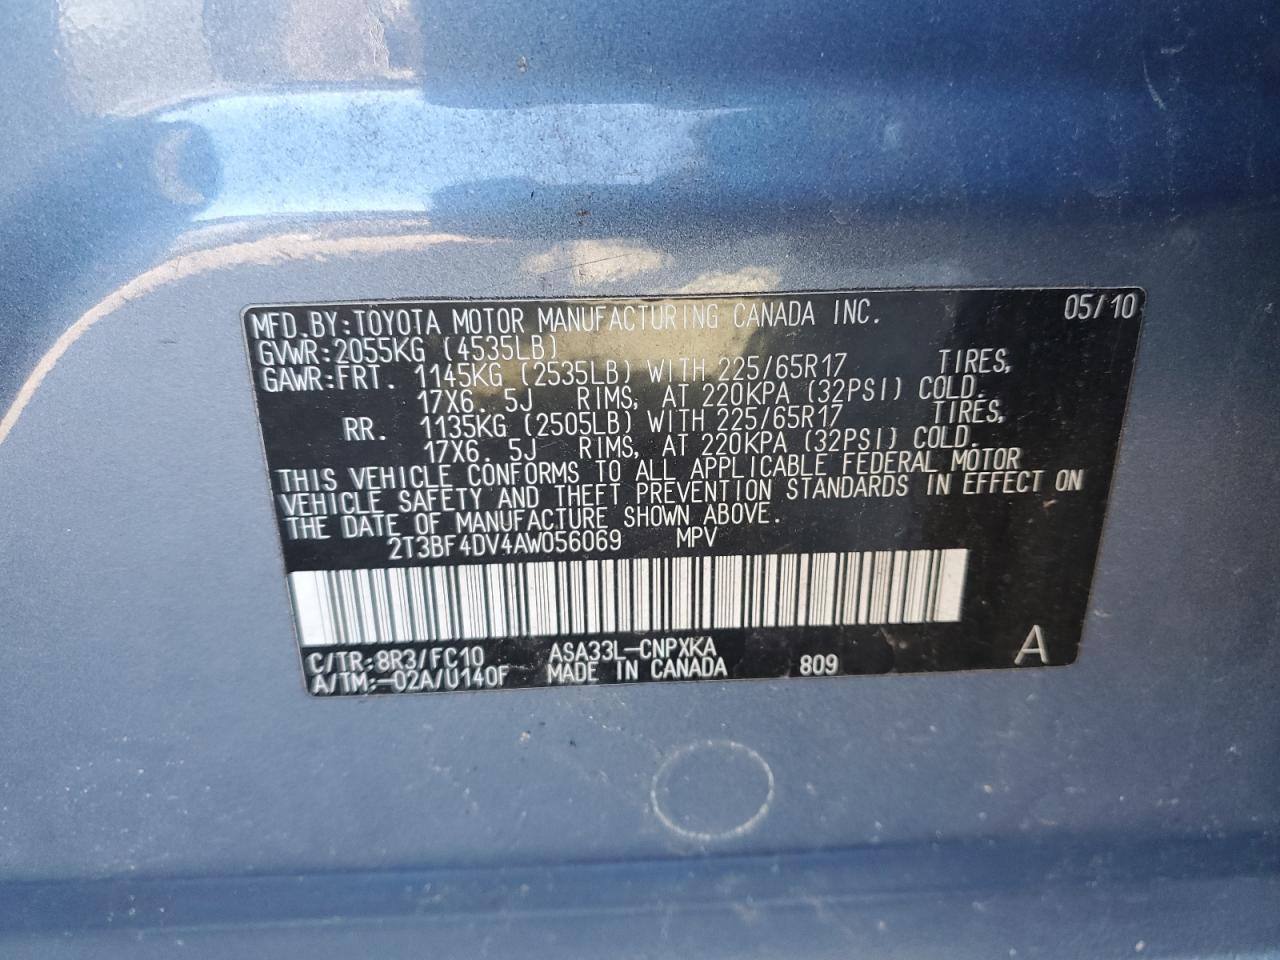 MFD.BY:TOYOTA MOTOR MANUFACTURING CANADA INC. 05/10
GVWR:2055KG (4535LB)
GAWR:FRT. 1145KG (2535LB) WITH 225/65R17 TIRES,
17X6. 5J RIMS, AT 220KPA (32PSI) COLD.
RR. 1135KG (2505LB) WITH 225/65R17 TIRES,
17X6. 5J RIMS, AT 220KPA (32PSI) COLD.
THIS VEHICLE CONFORMS TO ALL APPLICABLE FEDERAL MOTOR
VEHICLE SAFETY AND THEFT PREVENTION STANDARDS IN EFFECT ON
THE DATE OF MANUFACTURE SHOWN ABOVE.
2T3BF4DV4AW056069 MPV
C/TR:8R3/FC10 ASA33L-CNPXKA
A/TM:-02A/U140F MADE IN CANADA 809 A